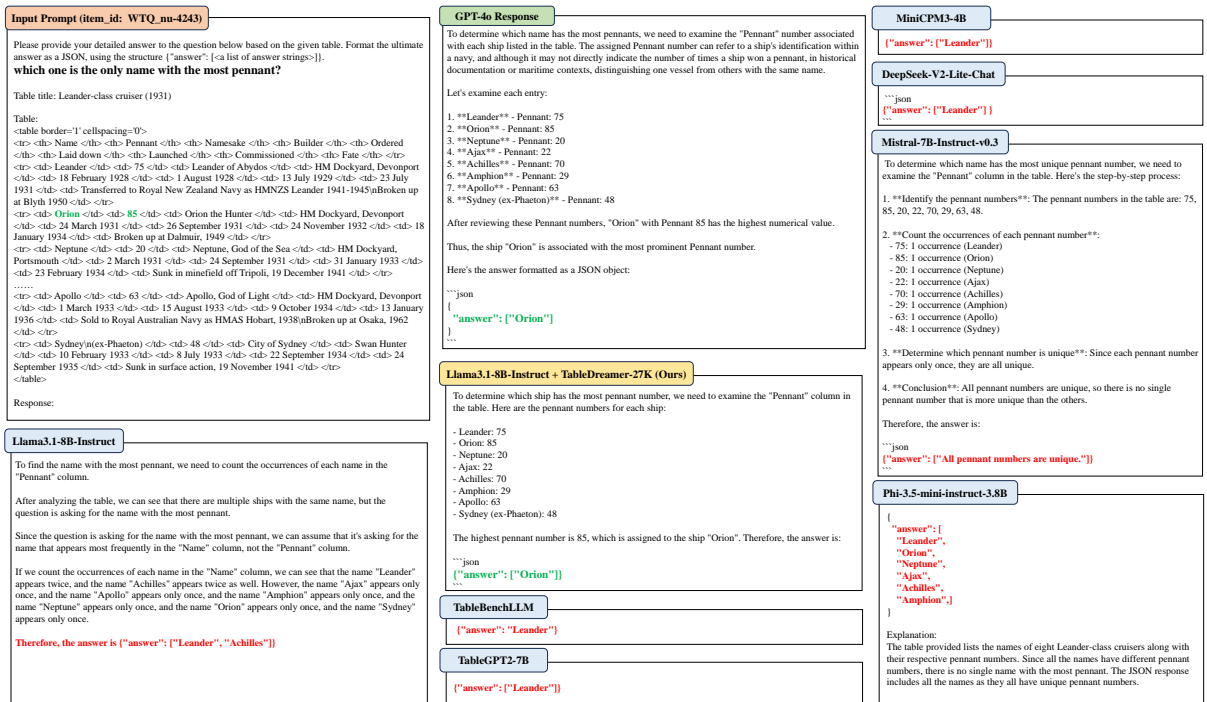 Input Prompt (item_id:  WTQ_nu-4243)
Please provide your detailed answer to the question below based on the given table. Format the ultimate
answer as a JSON, using the structure {"answer": [<a list of answer strings>]}.
which one is the only name with the most pennant?
Table title: Leander-class cruiser (1931)
Table:
<table border='1' cellspacing='0'>
<tr> <th> Name </th> <th> Pennant </th> <th> Namesake </th> <th> Builder </th> <th> Ordered
</th> <th> Laid down </th> <th> Launched </th> <th> Commissioned </th> <th> Fate </th> </tr>
<tr> <td> Leander </td> <td> 75 </td> <td> Leander of Abydos </td> <td> HM Dockyard, Devonport
</td> <td> 18 February 1928 </td> <td> 1 August 1928 </td> <td> 13 July 1929 </td> <td> 23 July
1931 </td> <td> Transferred to Royal New Zealand Navy as HMNZS Leander 1941-1945\nBroken up
at Blyth 1950 </td> </tr>
<tr> <td> Orion </td> <td> 85 </td> <td> Orion the Hunter </td> <td> HM Dockyard, Devonport
</td> <td> 24 March 1931 </td> <td> 26 September 1931 </td> <td> 24 November 1932 </td> <td> 18
January 1934 </td> <td> Broken up at Dalmuir, 1949 </td> </tr>
<tr> <td> Neptune </td> <td> 20 </td> <td> Neptune, God of the Sea </td> <td> HM Dockyard,
Portsmouth </td> <td> 2 March 1931 </td> <td> 24 September 1931 </td> <td> 31 January 1933 </td>
<td> 23 February 1934 </td> <td> Sunk in minefield off Tripoli, 19 December 1941 </td> </tr>
……
<tr> <td> Apollo </td> <td> 63 </td> <td> Apollo, God of Light </td> <td> HM Dockyard, Devonport
</td> <td> 1 March 1933 </td> <td> 15 August 1933 </td> <td> 9 October 1934 </td> <td> 13 January
1936 </td> <td> Sold to Royal Australian Navy as HMAS Hobart, 1938\nBroken up at Osaka, 1962
</td> </tr>
<tr> <td> Sydney\n(ex-Phaeton) </td> <td> 48 </td> <td> City of Sydney </td> <td> Swan Hunter
</td> <td> 10 February 1933 </td> <td> 8 July 1933 </td> <td> 22 September 1934 </td> <td> 24
September 1935 </td> <td> Sunk in surface action, 19 November 1941 </td> </tr>
</table>
Response:
Llama3.1-8B-Instruct
To find the name with the most pennant, we need to count the occurrences of each name in the
"Pennant" column.
After analyzing the table, we can see that there are multiple ships with the same name, but the
question is asking for the name with the most pennant.
Since the question is asking for the name with the most pennant, we can assume that it's asking for the
name that appears most frequently in the "Name" column, not the "Pennant" column.
If we count the occurrences of each name in the "Name" column, we can see that the name "Leander"
appears twice, and the name "Achilles" appears twice as well. However, the name "Ajax" appears only
once, and the name "Apollo" appears only once, and the name "Amphion" appears only once, and the
name "Neptune" appears only once, and the name "Orion" appears only once, and the name "Sydney"
appears only once.
Therefore, the answer is {"answer": ["Leander", "Achilles"]}
GPT-4o Response
To determine which name has the most pennants, we need to examine the "Pennant" number associated
with each ship listed in the table. The assigned Pennant number can refer to a ship's identification within
a navy, and although it may not directly indicate the number of times a ship won a pennant, in historical
documentation or maritime contexts, distinguishing one vessel from others with the same name.
Let's examine each entry:
1. **Leander** - Pennant: 75
2. **Orion** - Pennant: 85
3. **Neptune** - Pennant: 20
4. **Ajax** - Pennant: 22
5. **Achilles** - Pennant: 70
6. **Amphion** - Pennant: 29
7. **Apollo** - Pennant: 63
8. **Sydney (ex-Phaeton)** - Pennant: 48
After reviewing these Pennant numbers, "Orion" with Pennant 85 has the highest numerical value.
Thus, the ship "Orion" is associated with the most prominent Pennant number.
Here's the answer formatted as a JSON object:
```json
{
"answer": ["Orion"]
}
```
Llama3.1-8B-Instruct + TableDreamer-27K (Ours)
To determine which ship has the most pennant number, we need to examine the "Pennant" column in
the table. Here are the pennant numbers for each ship:
- Leander: 75
- Orion: 85
- Neptune: 20
- Ajax: 22
- Achilles: 70
- Amphion: 29
- Apollo: 63
- Sydney (ex-Phaeton): 48
The highest pennant number is 85, which is assigned to the ship "Orion". Therefore, the answer is:
```json
{"answer": ["Orion"]}
```
TableBenchLLM
{"answer": "Leander"}
TableGPT2-7B
{"answer": ["Leander"]}
MiniCPM3-4B
{"answer": ["Leander"]}
DeepSeek-V2-Lite-Chat
```json
{"answer": ["Leander"] }
```
Mistral-7B-Instruct-v0.3
To determine which name has the most unique pennant number, we need to
examine the "Pennant" column in the table. Here's the step-by-step process:
1. **Identify the pennant numbers**: The pennant numbers in the table are: 75,
85, 20, 22, 70, 29, 63, 48.
2. **Count the occurrences of each pennant number**:
- 75: 1 occurrence (Leander)
- 85: 1 occurrence (Orion)
- 20: 1 occurrence (Neptune)
- 22: 1 occurrence (Ajax)
- 70: 1 occurrence (Achilles)
- 29: 1 occurrence (Amphion)
- 63: 1 occurrence (Apollo)
- 48: 1 occurrence (Sydney)
3. **Determine which pennant number is unique**: Since each pennant number
appears only once, they are all unique.
4. **Conclusion**: All pennant numbers are unique, so there is no single
pennant number that is more unique than the others.
Therefore, the answer is:
```json
{"answer": ["All pennant numbers are unique."]}
```
Phi-3.5-mini-instruct-3.8B
{
"answer": [
"Leander",
"Orion",
"Neptune",
"Ajax",
"Achilles",
"Amphion",]
}
Explanation:
The table provided lists the names of eight Leander-class cruisers along with
their respective pennant numbers. Since all the names have different pennant
numbers, there is no single name with the most pennant. The JSON response
includes all the names as they all have unique pennant numbers.